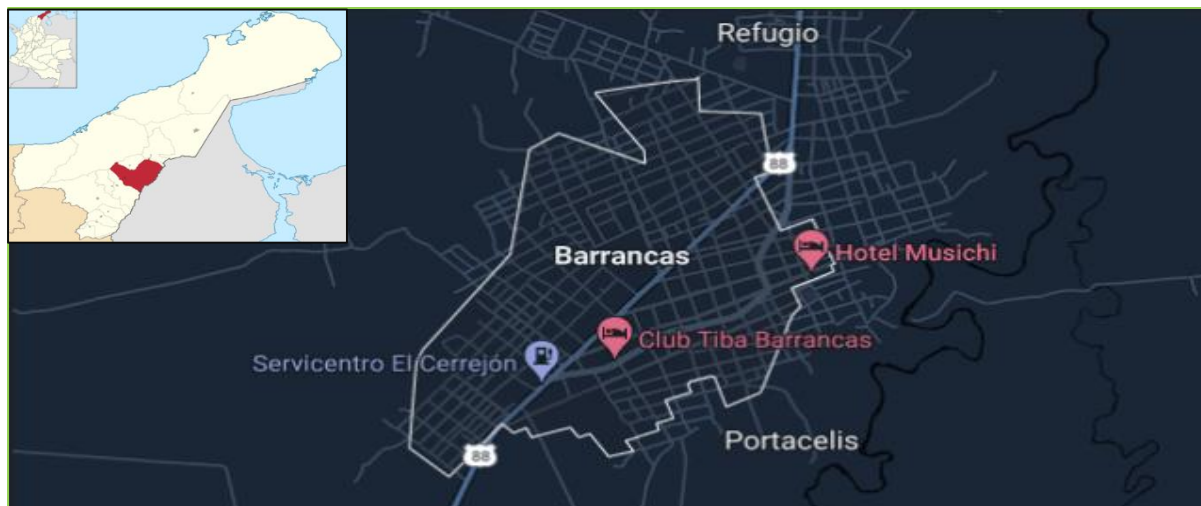 Refugio
88
Barrancas
Hotel Musichi
Club Tiba Barrancas
Servicentro El Cerrejón
Portacelis
88